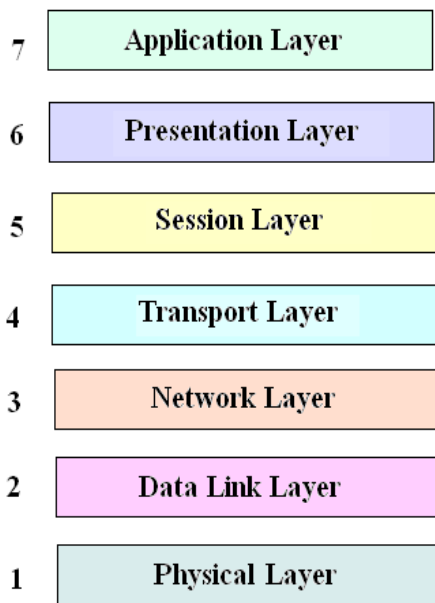 7 Application Layer
6 Presentation Layer
5 Session Layer
4 Transport Layer
3 Network Layer
2 Data Link Layer
1 Physical Layer